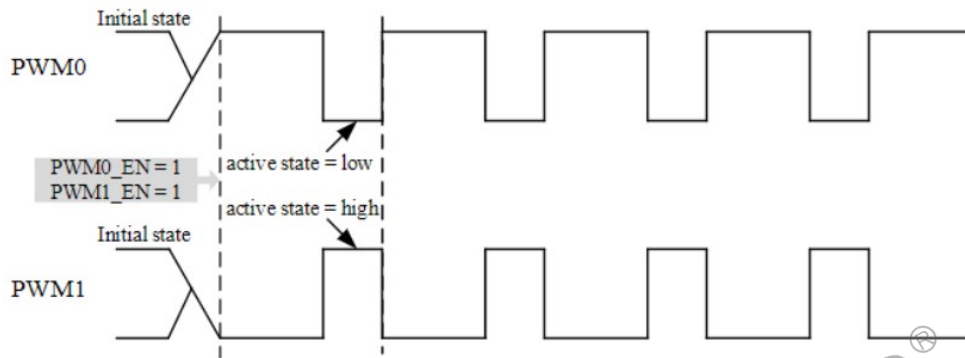 Initial state
PWM0
active state = low
PWM0_EN = 1
PWM1_EN = 1
active state = high
Initial state
PWM1
®